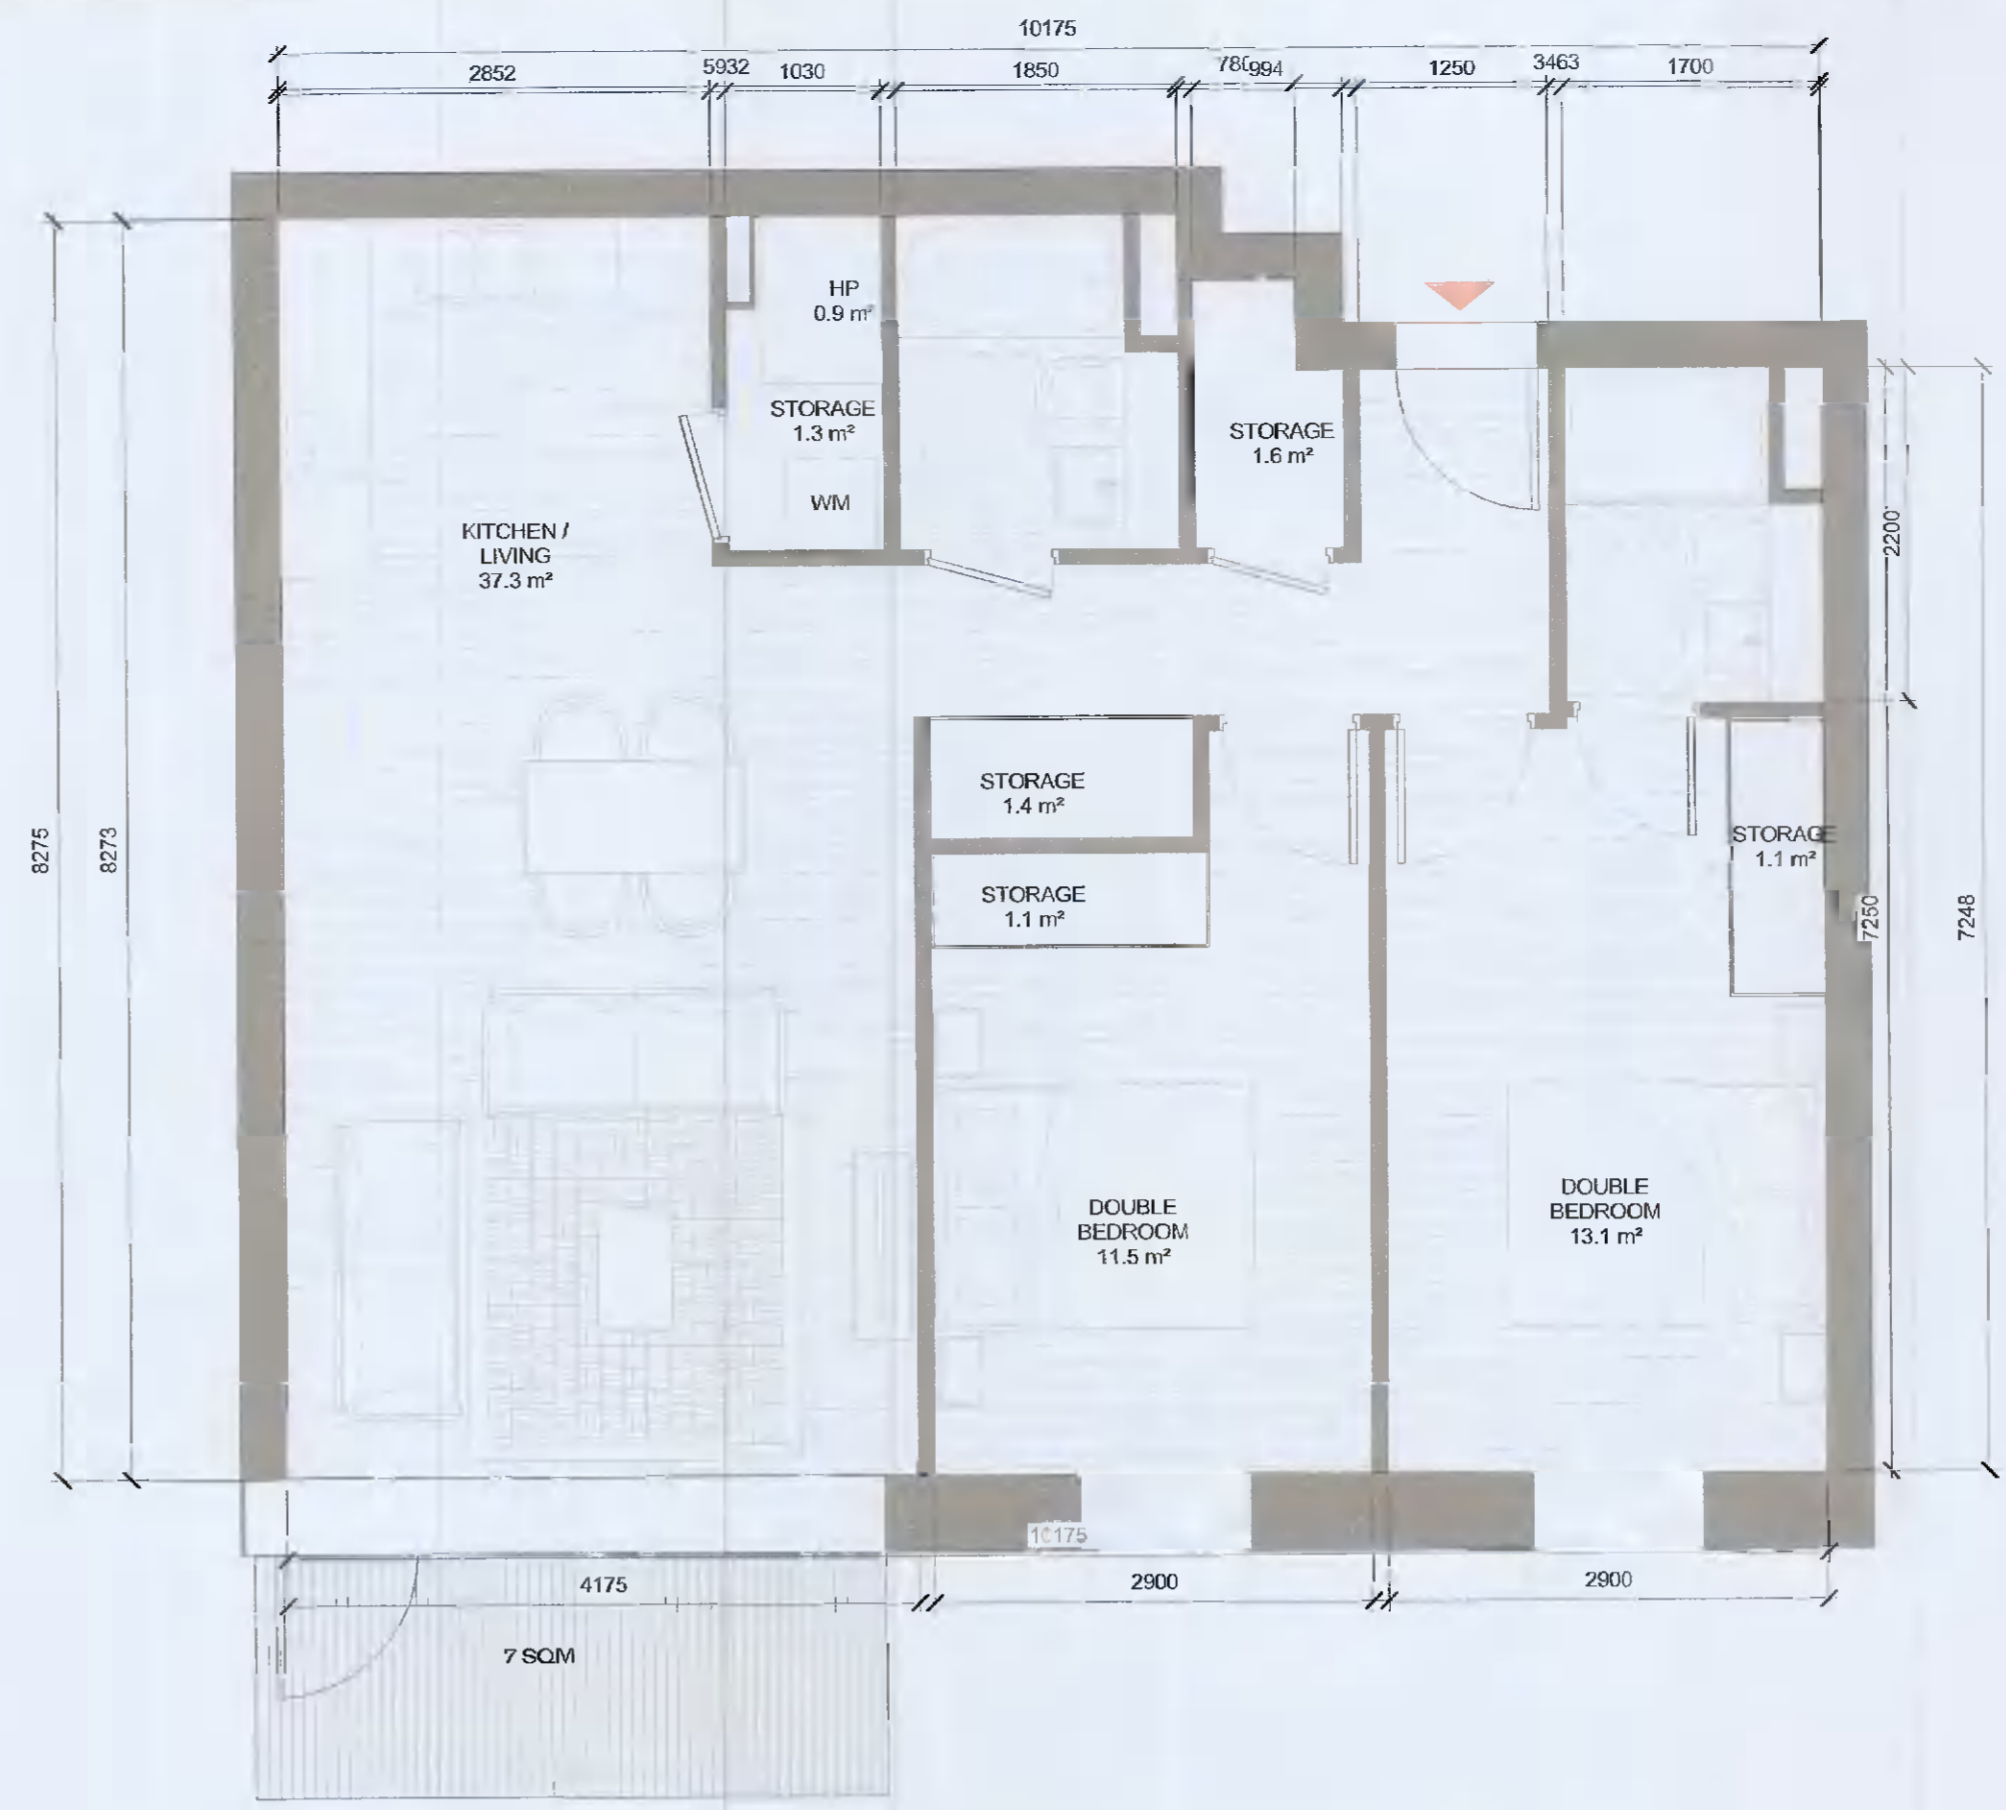 10175
2852
5932
1030
1850
780
994
1250
3463
1700
HP
0.9 m²
STORAGE
1.3 m²
WM
STORAGE
1.6 m²
KITCHEN /
LIVING
37.3 m²
2200
8275
8273
STORAGE
1.4 m²
STORAGE
1.1 m²
STORAGE
1.1 m²
7250
7248
DOUBLE
BEDROOM
11.5 m²
DOUBLE
BEDROOM
13.1 m²
10175
4175
2900
2900
7 SQM